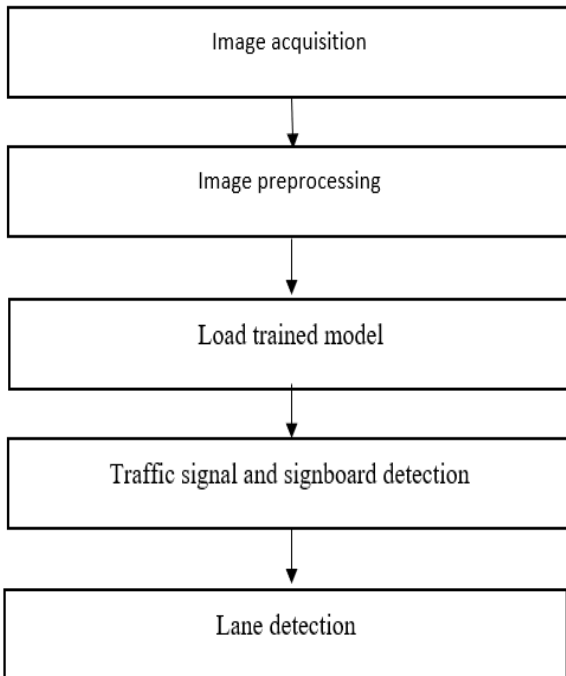 Image acquisition
Image preprocessing
Load trained model
Traffic signal and signboard detection
Lane detection